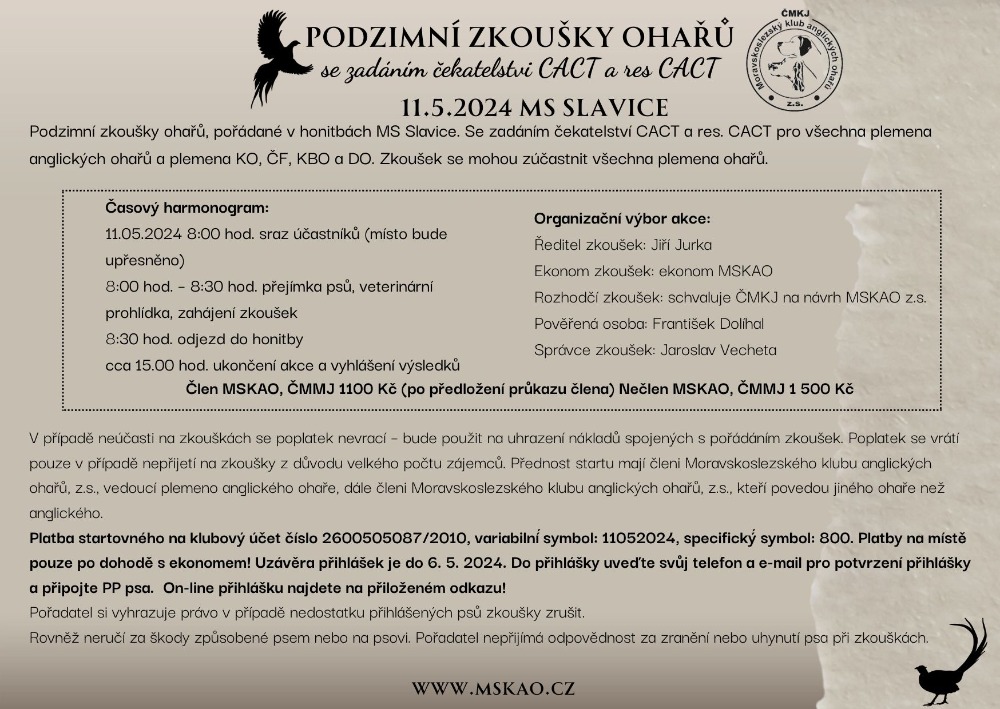 PODZIMNÍ ZKOUŠKY OHAŘŮ
se zadáním čekatelství CACT a res CACT
11.5.2024 MS SLAVICE
ČMKJ
Moravskoslezský klub anglických ohařů
z.s.
Podzimní zkoušky ohařů, pořádané v honitbách MS Slavice. Se zadáním čekatelství CACT a res. CACT pro všechna plemena
anglických ohařů a plemena KO, ČF, KBO a DO. Zkoušek se mohou zúčastnit všechna plemena ohařů.
Časový harmonogram:
11.05.2024 8:00 hod. sraz účastníků (místo bude
upřesněno)
8:00 hod. – 8:30 hod. přejímka psů, veterinární
prohlídka, zahájení zkoušek
8:30 hod. odjezd do honitby
cca 15.00 hod. ukončení akce a vyhlášení výsledků
Organizační výbor akce:
Ředitel zkoušek: Jiří Jurka
Ekonom zkoušek: ekonom MSKAO
Rozhodčí zkoušek: schvaluje ČMKJ na návrh MSKAO z.s.
Pověřená osoba: František Dolíhal
Správce zkoušek: Jaroslav Vecheta
Člen MSKAO, ČMMJ 1100 Kč (po předložení průkazu člena) Nečlen MSKAO, ČMMJ 1 500 Kč
V případě neúčasti na zkouškách se poplatek nevrací – bude použit na uhrazení nákladů spojených s pořádáním zkoušek. Poplatek se vrátí
pouze v případě nepřijetí na zkoušky z důvodu velkého počtu zájemců. Přednost startu mají členi Moravskoslezského klubu anglických
ohařů, z.s., vedoucí plemeno anglického ohaře, dále členi Moravskoslezského klubu anglických ohařů, z.s., kteří povedou jiného ohaře než
anglického.
Platba startovného na klubový účet číslo 2600505087/2010, variabilní symbol: 11052024, specifický symbol: 800. Platby na místě
pouze po dohodě s ekonomem! Uzávěra přihlášek je do 6. 5. 2024. Do přihlášky uveďte svůj telefon a e-mail pro potvrzení přihlášky
a připojte PP psa. On-line přihlášku najdete na přiloženém odkazu!
Pořadatel si vyhrazuje právo v případě nedostatku přihlášených psů zkoušky zrušit.
Rovněž neručí za škody způsobené psem nebo na psovi. Pořadatel nepřijímá odpovědnost za zranění nebo uhynutí psa při zkouškách.
WWW.MSKAO.CZ